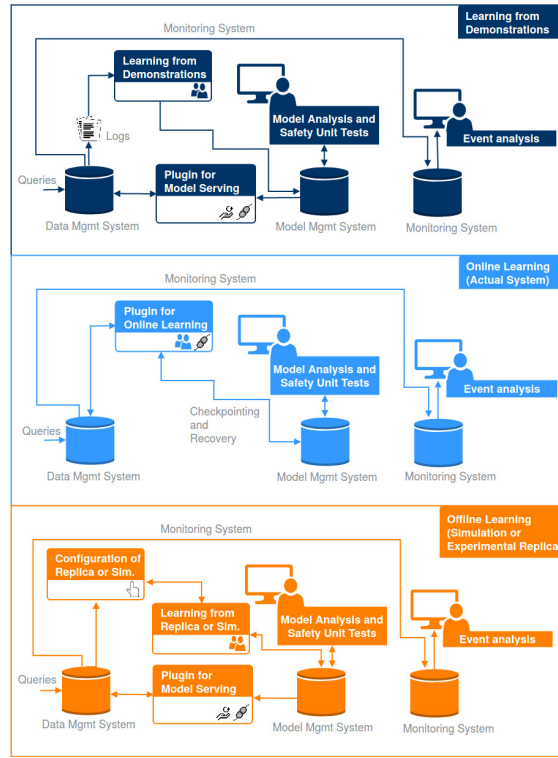 Learning from
Demonstrations
Monitoring System
Learning from
Demonstrations
Model Analysis and
Safety Unit Tests
Logs
Event analysis
Plugin for
Model Serving
Queries
Data Mgmt System
Model Mgmt System
Monitoring System
Online Learning
(Actual System)
Monitoring System
Plugin for
Online Learning
Model Analysis and
Safety Unit Tests
Event analysis
Checkpointing
and
Recovery
Queries
Data Mgmt System
Model Mgmt System
Monitoring System
Offline Learning
(Simulation or
Experimental Replica
Monitoring System
Configuration of
Replica or Sim.
Learning from
Replica or Sim.
Model Analysis and
Safety Unit Tests
Event analysis
Plugin for
Model Serving
Queries
Data Mgmt System
Model Mgmt System
Monitoring System